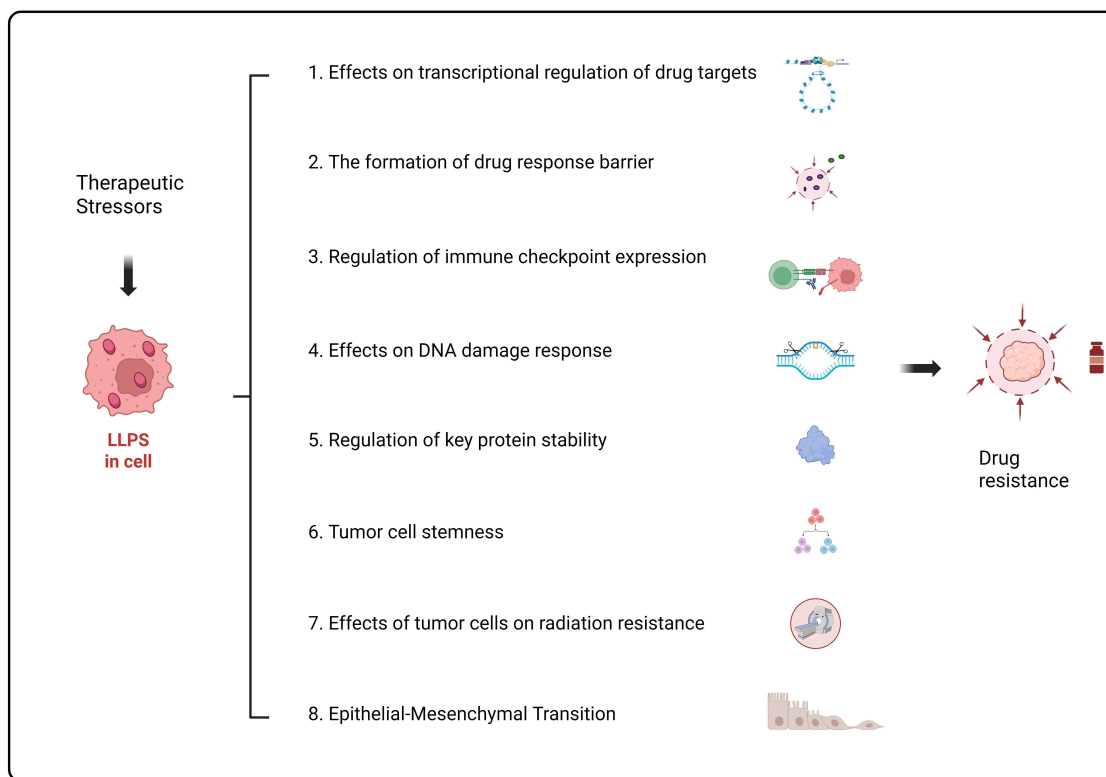 Therapeutic
Stressors
LLPS
in cell
1. Effects on transcriptional regulation of drug targets
2. The formation of drug response barrier
3. Regulation of immune checkpoint expression
4. Effects on DNA damage response
5. Regulation of key protein stability
6. Tumor cell stemness
7. Effects of tumor cells on radiation resistance
8. Epithelial-Mesenchymal Transition
Drug
resistance